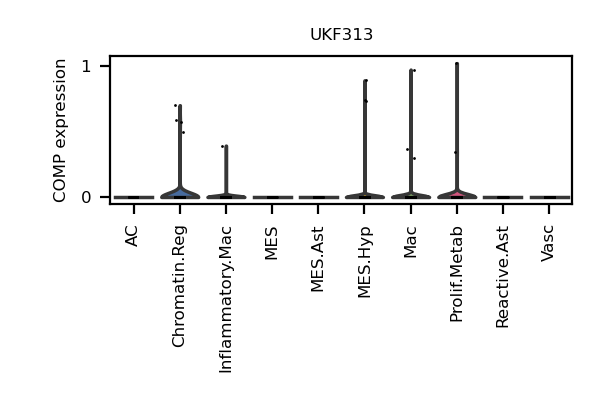 UKF313
COMP expression
1
0
AC
Chromatin.Reg
Inflammatory.Mac
MES
MES.Ast
MES.Hyp
Mac
Prolif.Metab
Reactive.Ast
Vasc